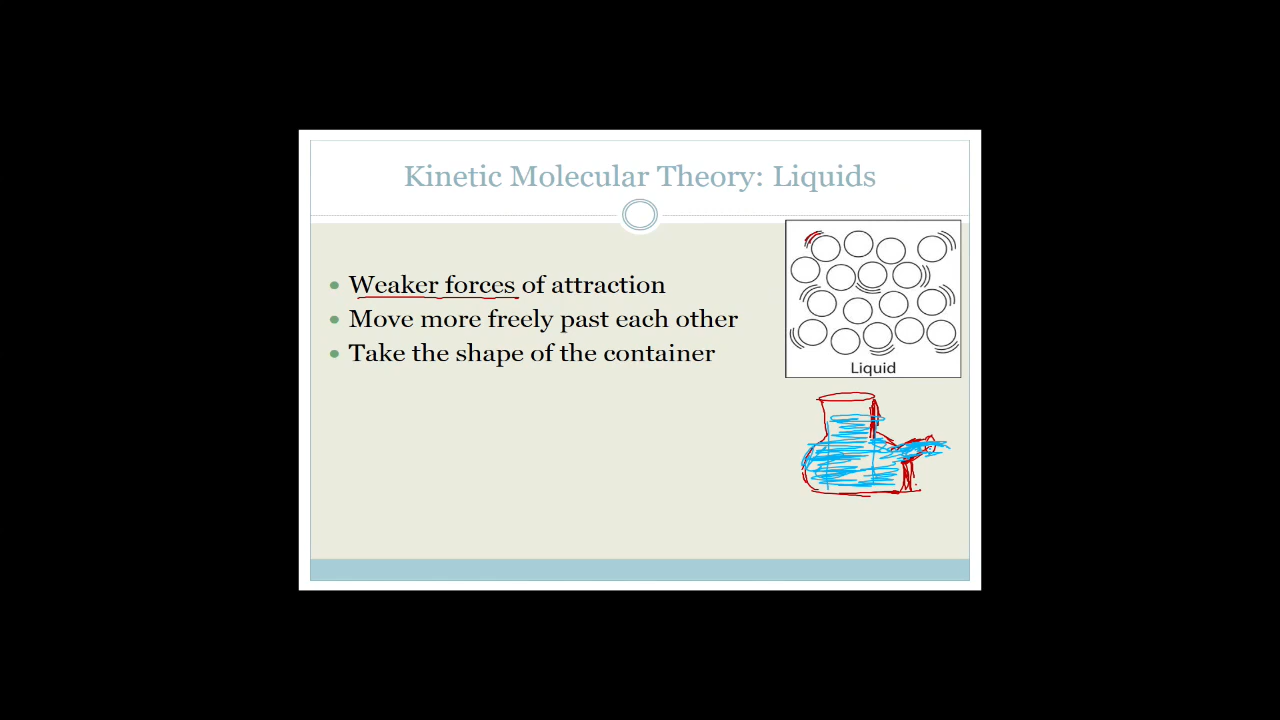 Kinetic Molecular Theory: Liquids
Weaker forces of attraction
Move more freely past each other
Take the shape of the container
Liquid